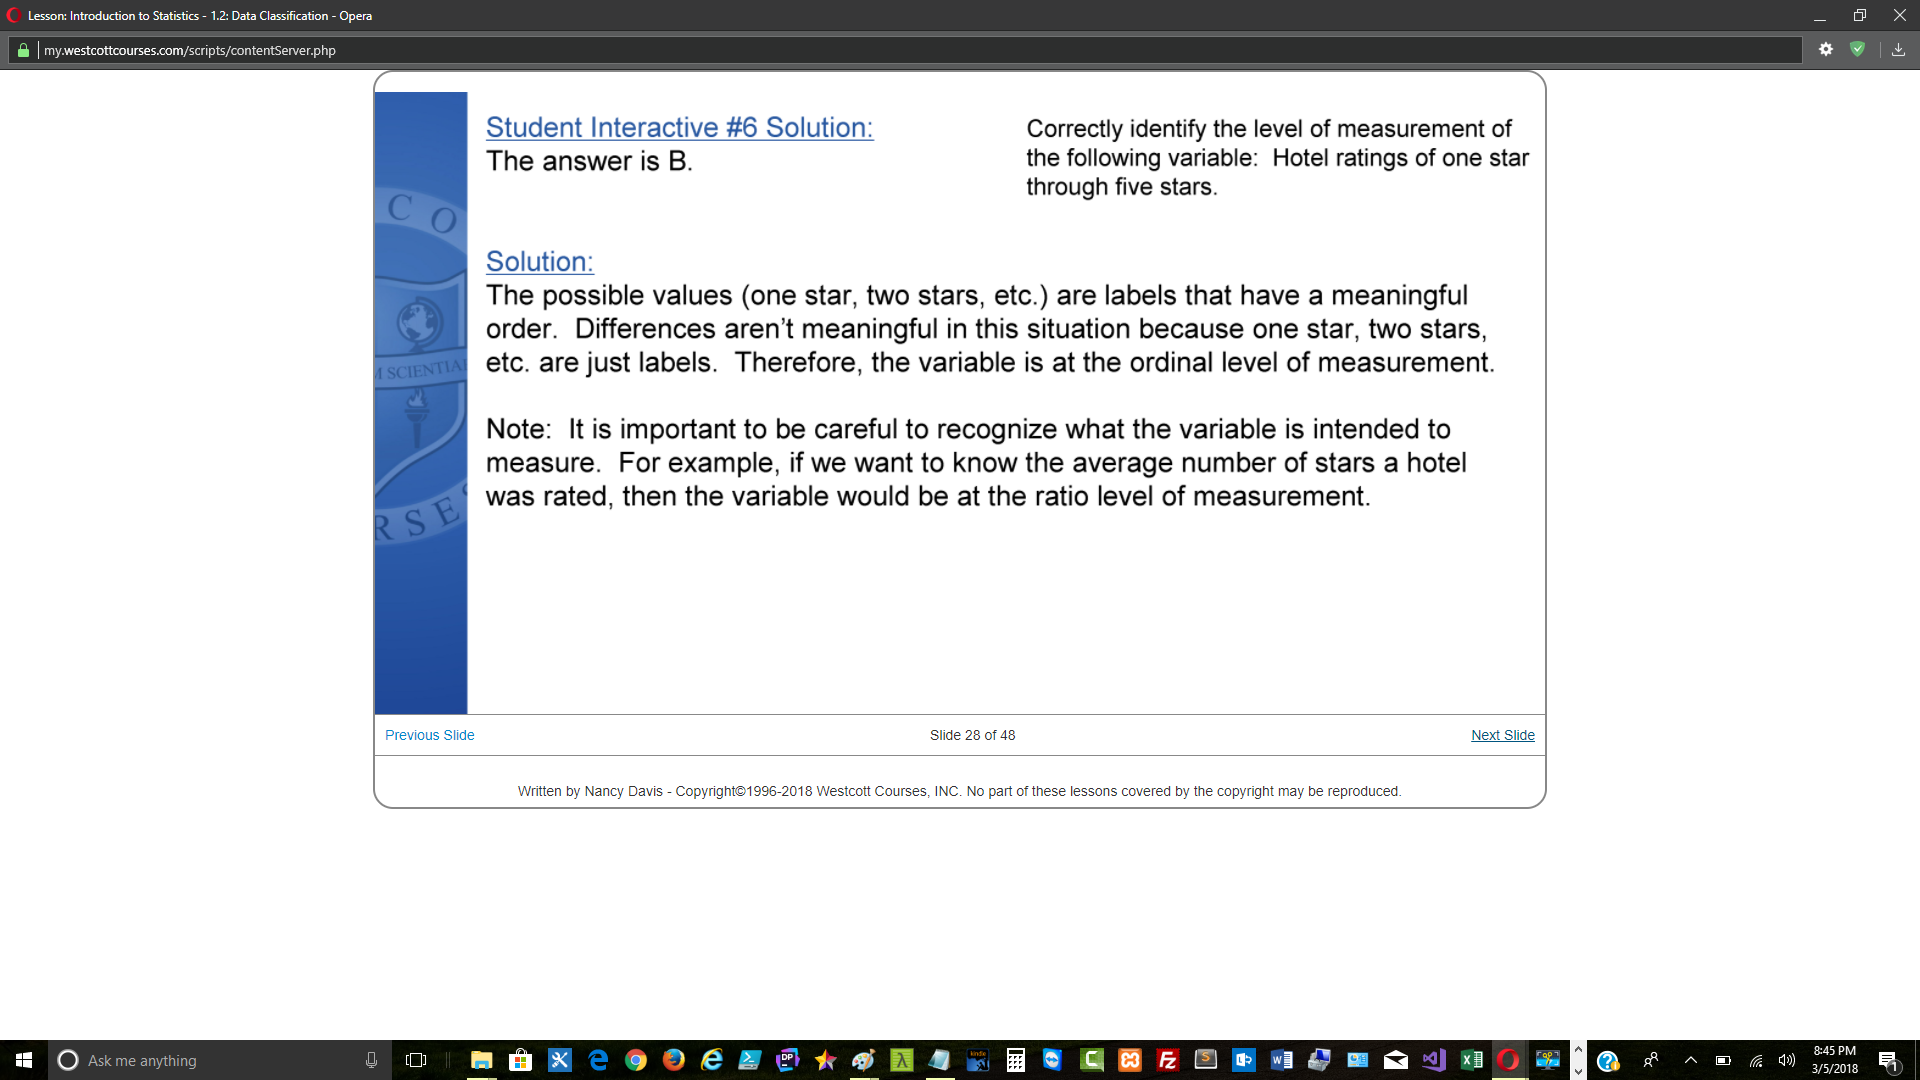 Lesson: Introduction to Statistics - 1.2: Data Classification - Opera
my.westcottcourses.com/scripts/contentServer.php
Student Interactive #6 Solution:
The answer is B.
Correctly identify the level of measurement of
the following variable:  Hotel ratings of one star
through five stars.
C O
M SCIENTIA
R S E S
Solution:
The possible values (one star, two stars, etc.) are labels that have a meaningful
order.  Differences aren't meaningful in this situation because one star, two stars,
etc. are just labels.  Therefore, the variable is at the ordinal level of measurement.
Note:  It is important to be careful to recognize what the variable is intended to
measure.  For example, if we want to know the average number of stars a hotel
was rated, then the variable would be at the ratio level of measurement.
Previous Slide
Slide 28 of 48
Next Slide
Written by Nancy Davis - Copyright©1996-2018 Westcott Courses, INC. No part of these lessons covered by the copyright may be reproduced.
Ask me anything
DP
kindle
8:45 PM
3/5/2018
1